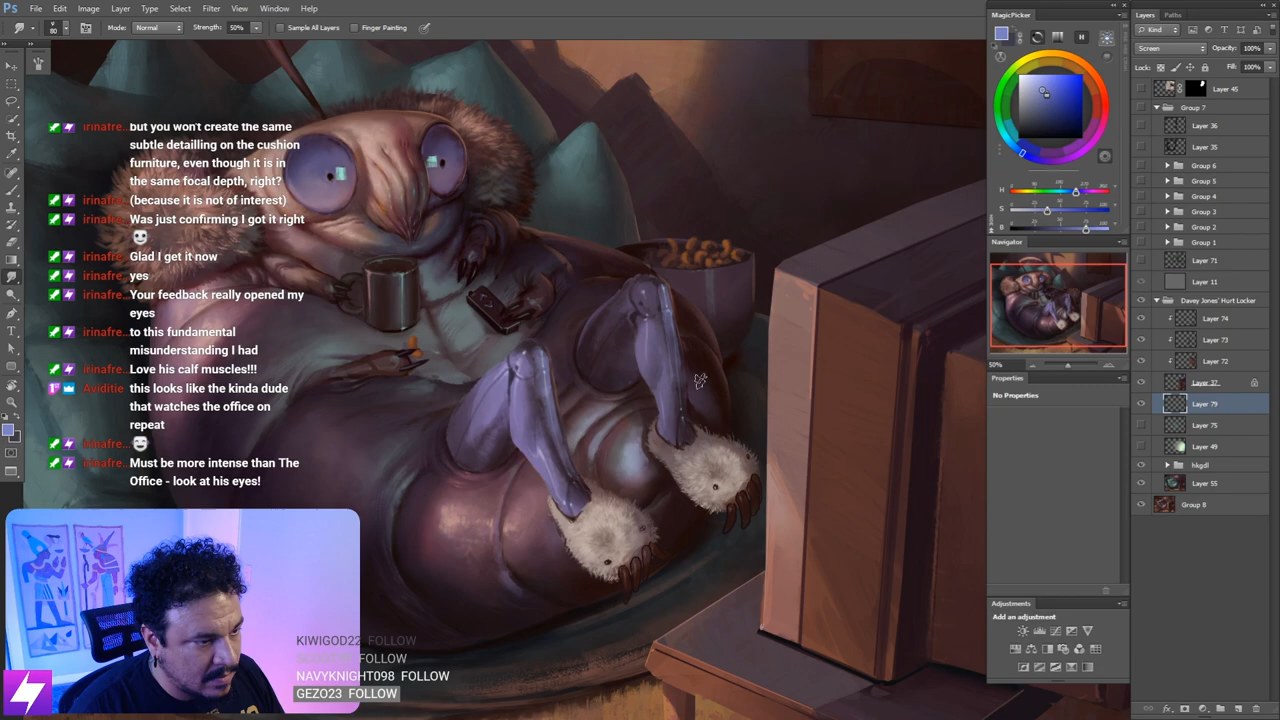 Ps File Edit Image Layer Type Select Filter View Window Help
80 Mode: Normal Strength: 50% Sample All Layers Finger Painting
irinafre.. but you won't create the same
subtle detailling on the cushion
furniture, even though it is in
the same focal depth, right?
irinafre.. (because it is not of interest)
irinafre.. Was just confirming I got it right
irinafre.. Glad I get it now
irinafre.. yes
irinafre.. Your feedback really opened my
eyes
irinafre.. to this fundamental
misunderstanding I had
irinafre.. Love his calf muscles!!!
Aviditie this looks like the kinda dude
that watches the office on
repeat
irinafre..
irinafre.. Must be more intense than The
Office - look at his eyes!
KIWIGOD22 FOLLOW
FOLLOW
NAVYKNIGHT098 FOLLOW
GEZO23 FOLLOW
MagicPicker
H
H
S
B
Navigator
50%
Properties
No Properties
Adjustments
Add an adjustment
Layers Paths
Kind
Screen Opacity: 100%
Lock: Fill: 100%
Layer 45
Group 7
Layer 36
Layer 35
Group 6
Group 5
Group 4
Group 3
Group 2
Group 1
Layer 71
Layer 11
Davey Jones' Hurt Locker
Layer 74
Layer 73
Layer 72
Layer 37
Layer 79
Layer 75
Layer 49
hkgdl
Layer 55
Group 8
fx